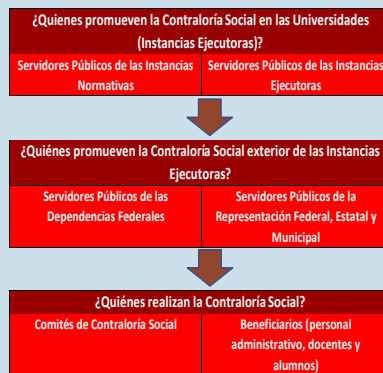 ¿Quienes promueven la Contraloría Social en las Universidades
(Instancias Ejecutoras)?
Servidores Públicos de las Instancias
Normativas
Servidores Públicos de las Instancias
Ejecutoras
¿Quiénes promueven la Contraloría Social exterior de las Instancias
Ejecutoras?
Servidores Públicos de las
Dependencias Federales
Servidores Públicos de la
Representación Federal, Estatal y
Municipal
¿Quiénes realizan la Contraloría Social?
Comités de Contraloría Social
Beneficiarios (personal
administrativo, docentes y
alumnos)